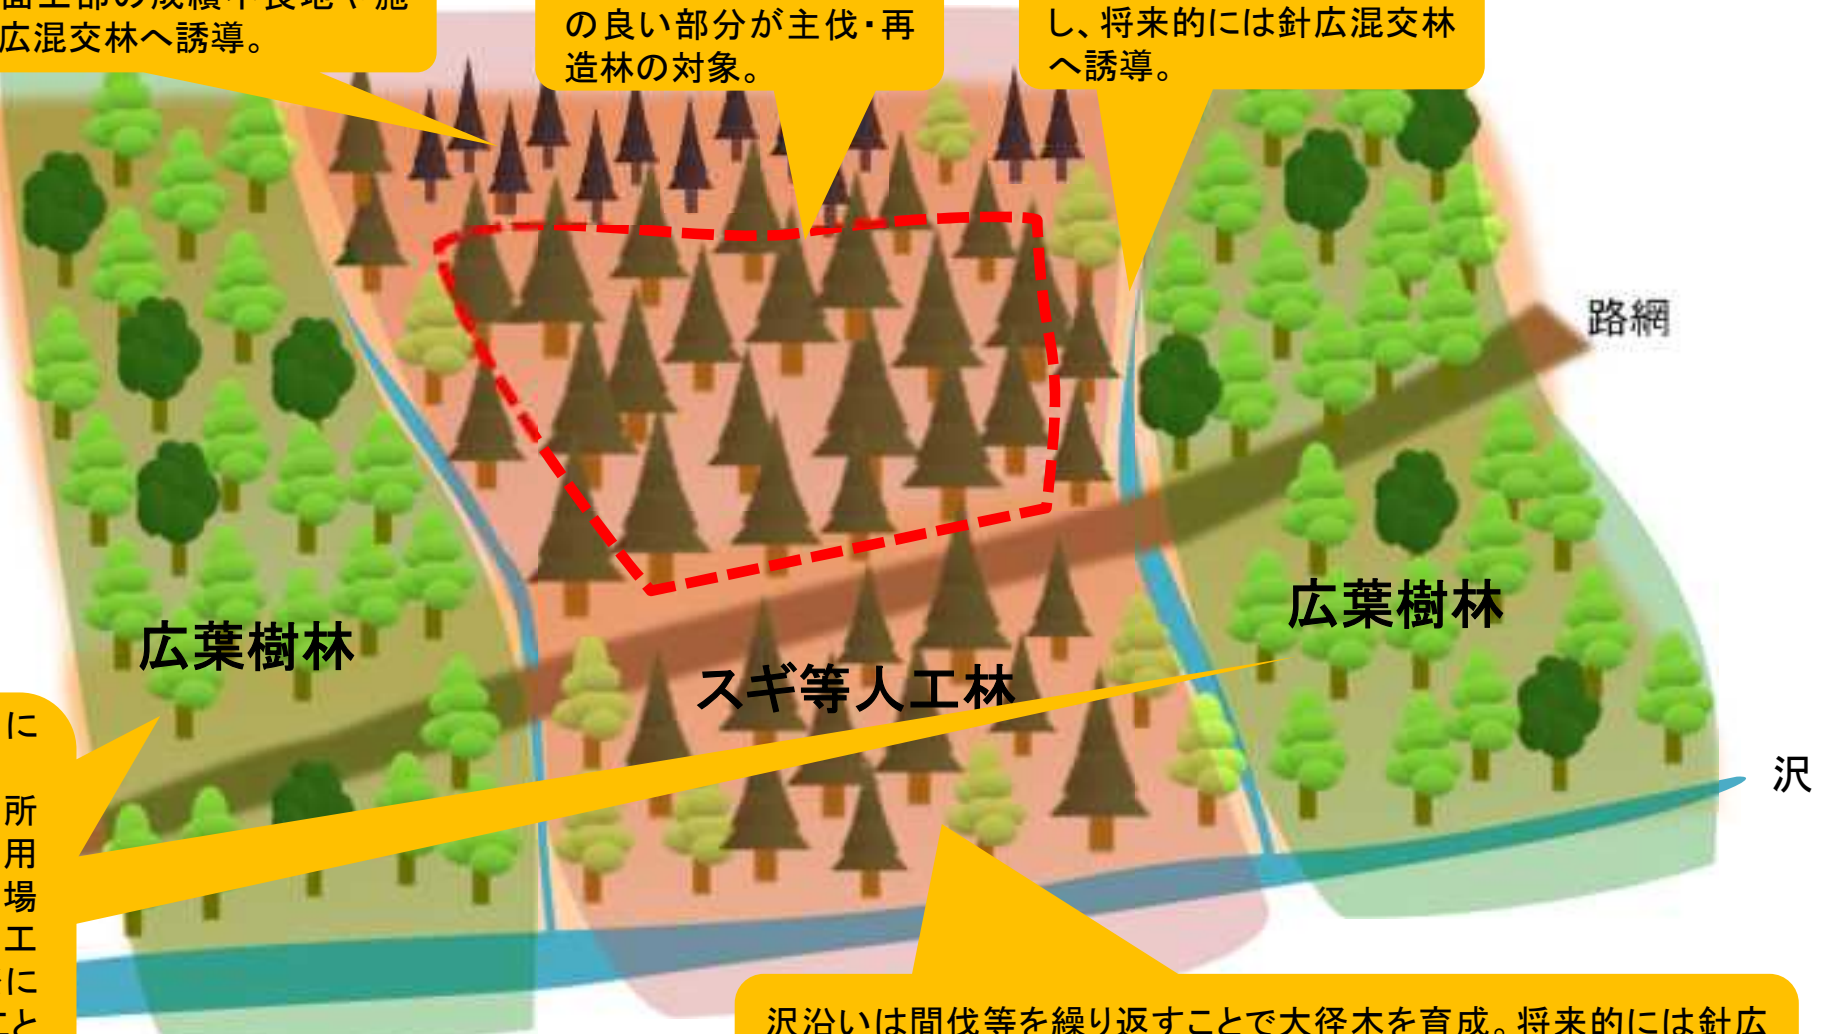 広混交林へ誘導。
の良い部分が主伐・再
造林の対象。
し、将来的には針広混交林
へ誘導。
路網
広葉樹林
広葉樹林
スギ等人工林
沢
に
所
用
場
工
に
沢沿いは間伐等を繰り返すことで大径木を育成。将来的には針広